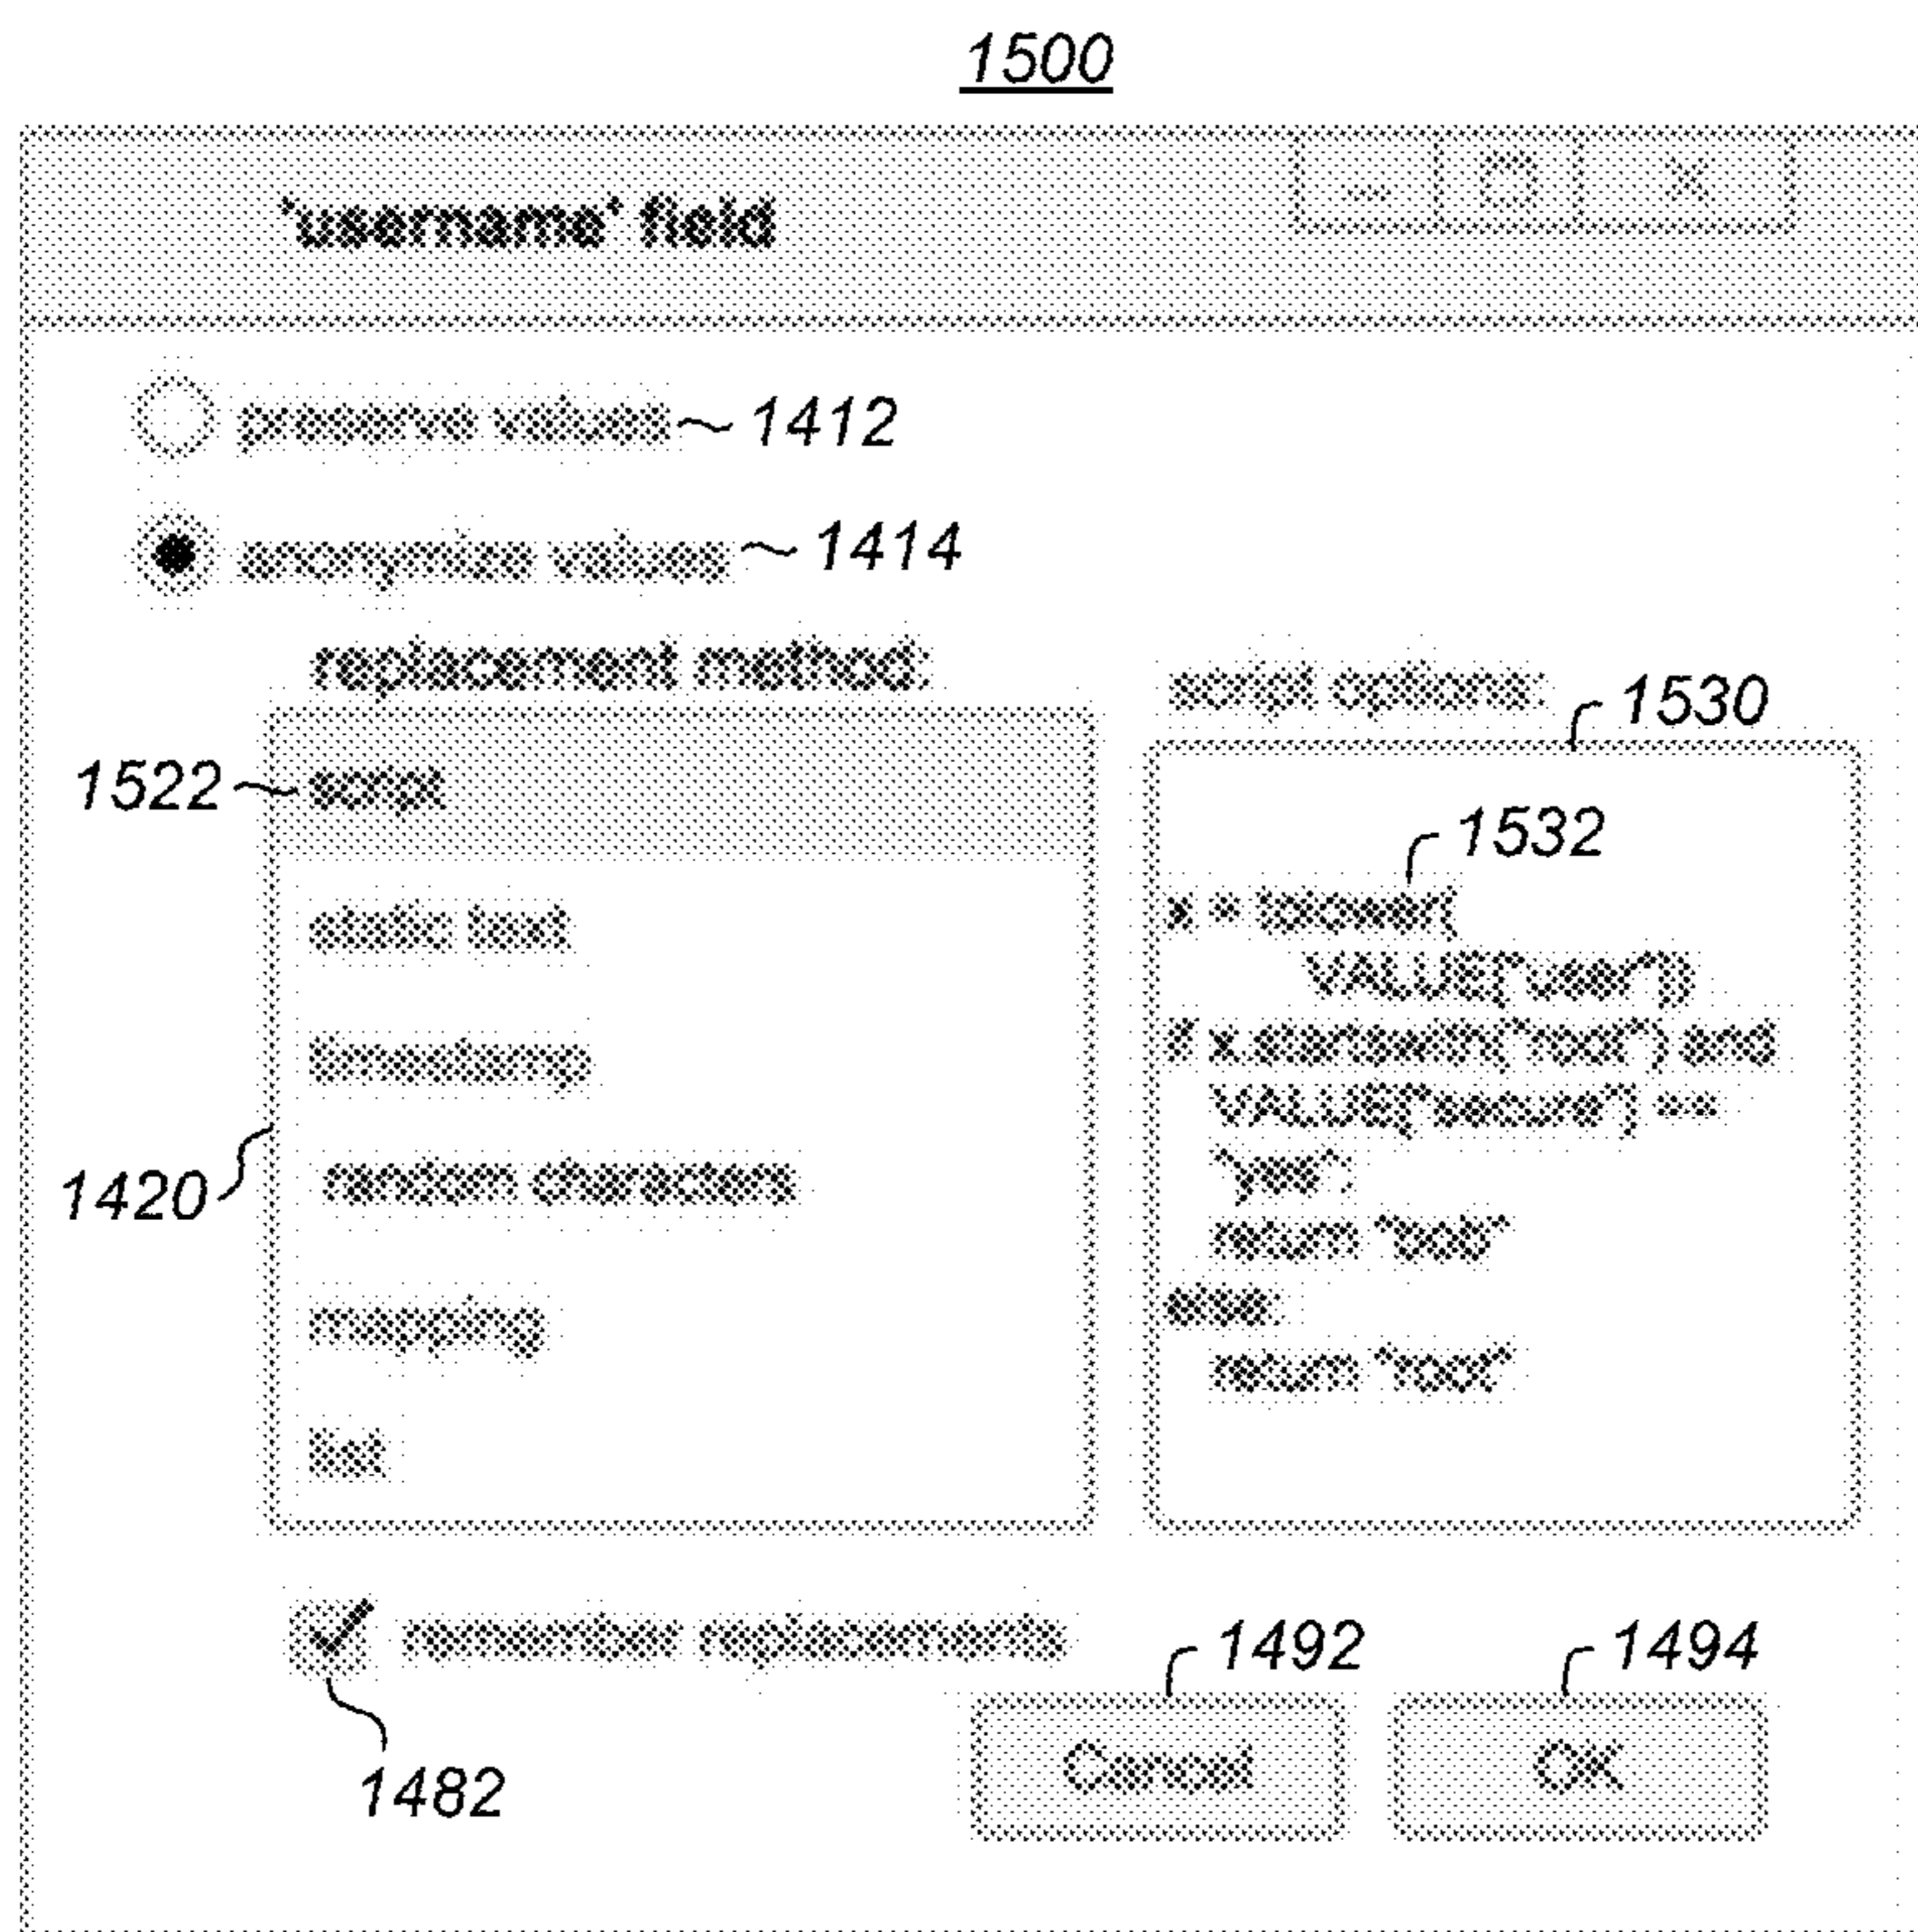 1500
'username' field
preserve values 1412
anonymize values 1414
replacement method:
script options: 1530
1522 script
1532
static text
x = tolower(
VALUE["user"])
timestamp
if x.startswith("root") and
VALUE["secure"] ==
random characters
"yes":
1420
return "bob"
mapping
else:
return "root"
list
remember replacements
1492 1494
Cancel OK
1482